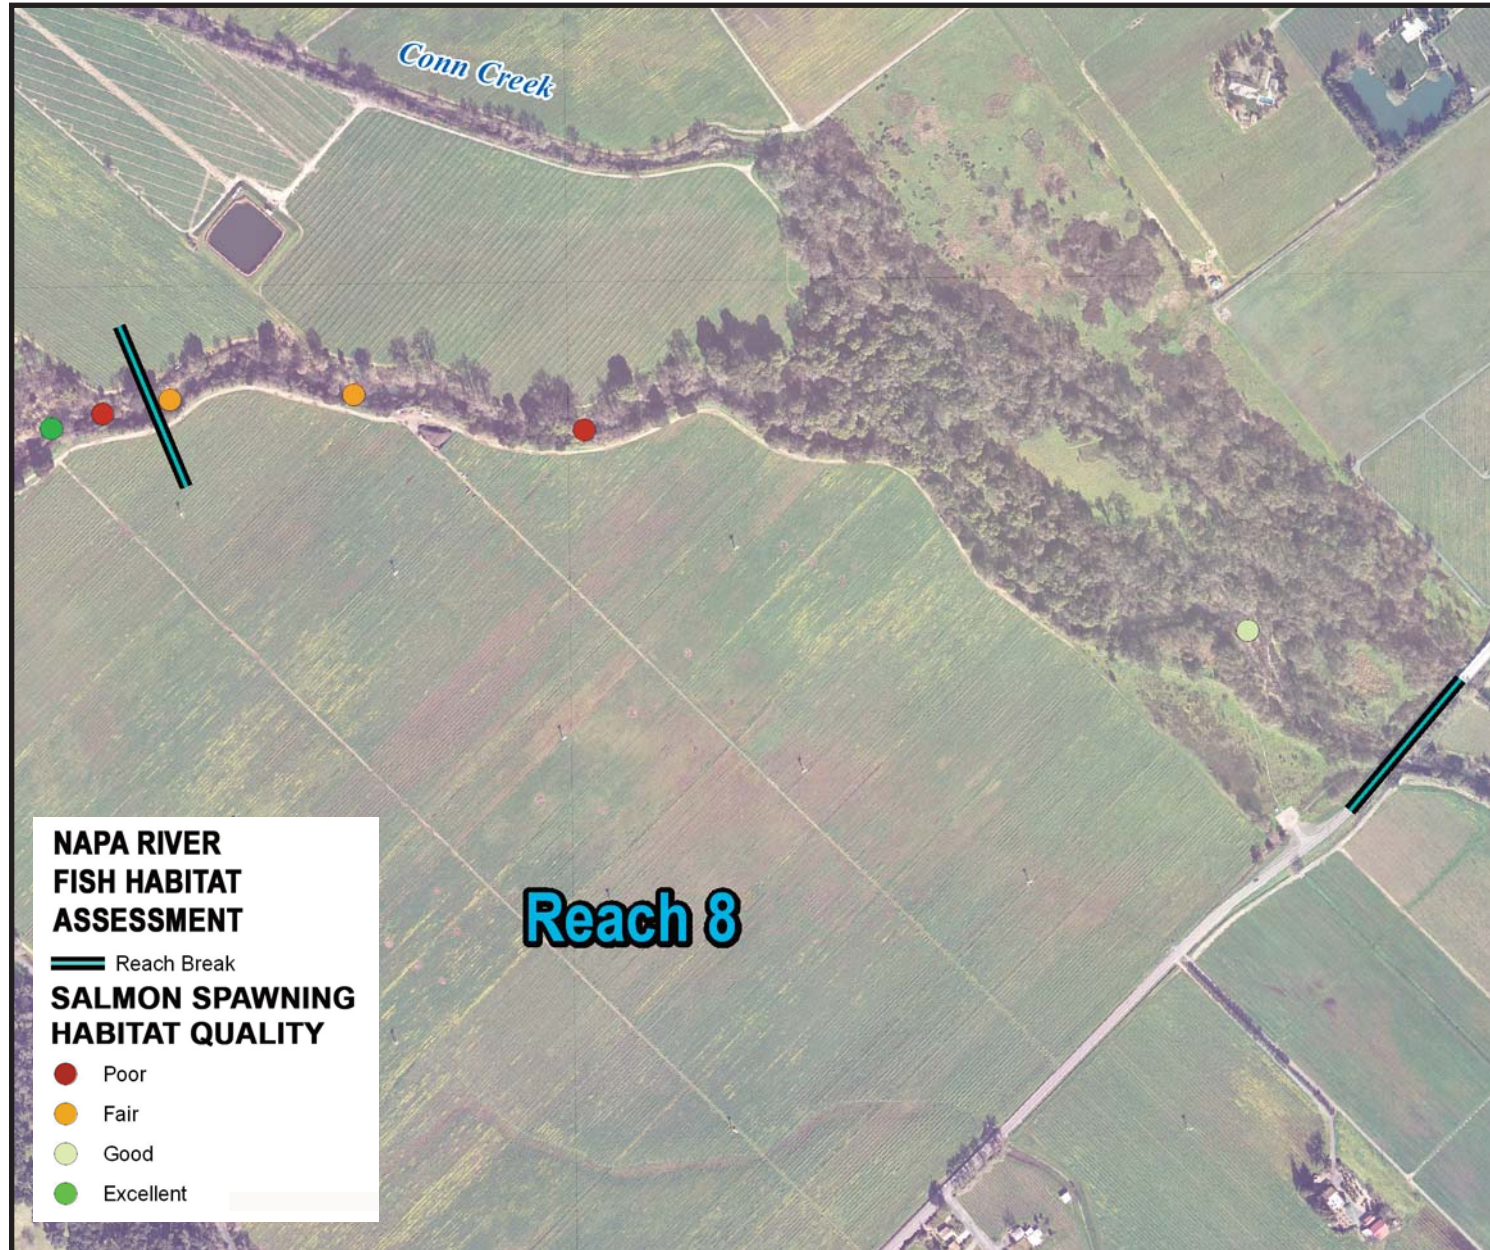 Conn Creek
Reach 8
NAPA RIVER
FISH HABITAT
ASSESSMENT
Reach Break
SALMON SPAWNING
HABITAT QUALITY
Poor
Fair
Good
Excellent